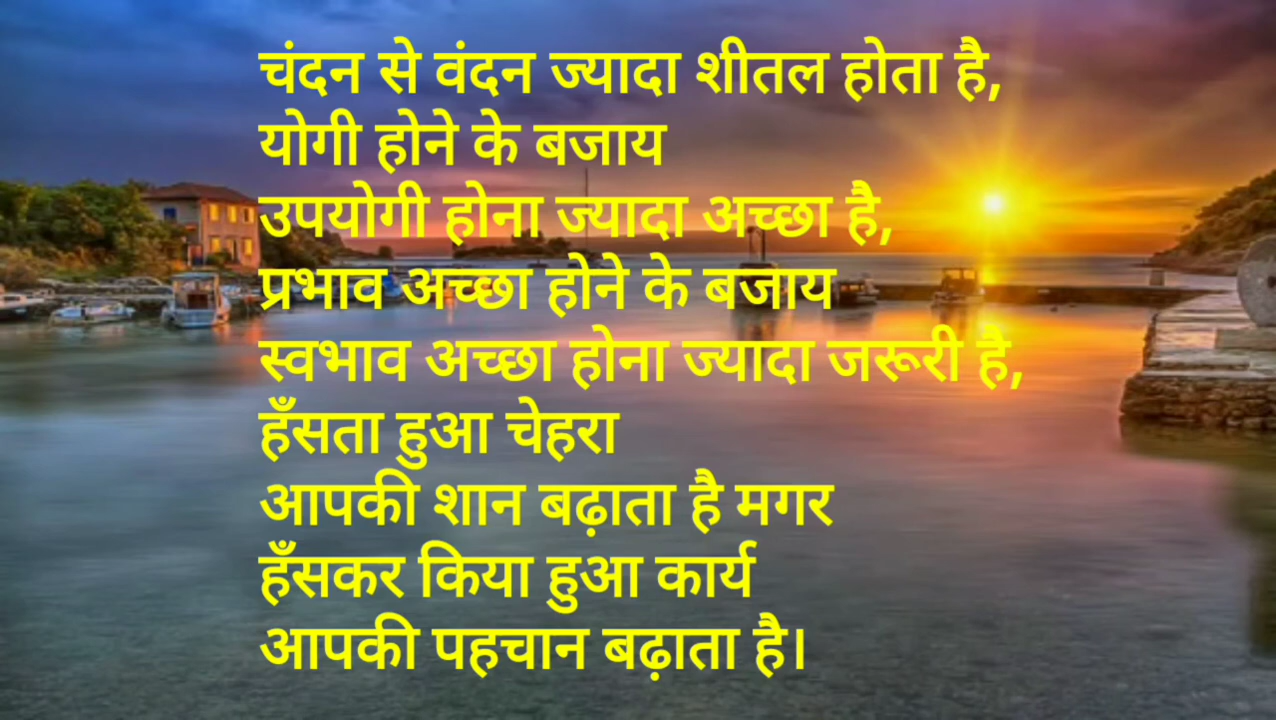 चंदन से वंदन ज्यादा शीतल होता है,
योगी होने के बजाय
उपयोगी होना ज्यादा अच्छा है,
प्रभाव अच्छा होने के बजाय
स्वभाव अच्छा होना ज्यादा जरूरी है,
हँसता हुआ चेहरा
आपकी शान बढ़ाता है मगर
हँसकर किया हुआ कार्य
आपकी पहचान बढ़ाता है।